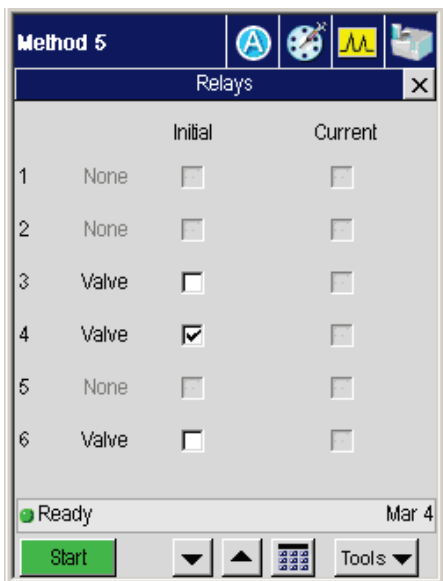 Method 5
A
Relays
Initial Current
1 None
2 None
3 Valve
4 Valve
5 None
6 Valve
Ready Mar 4
Start Tools